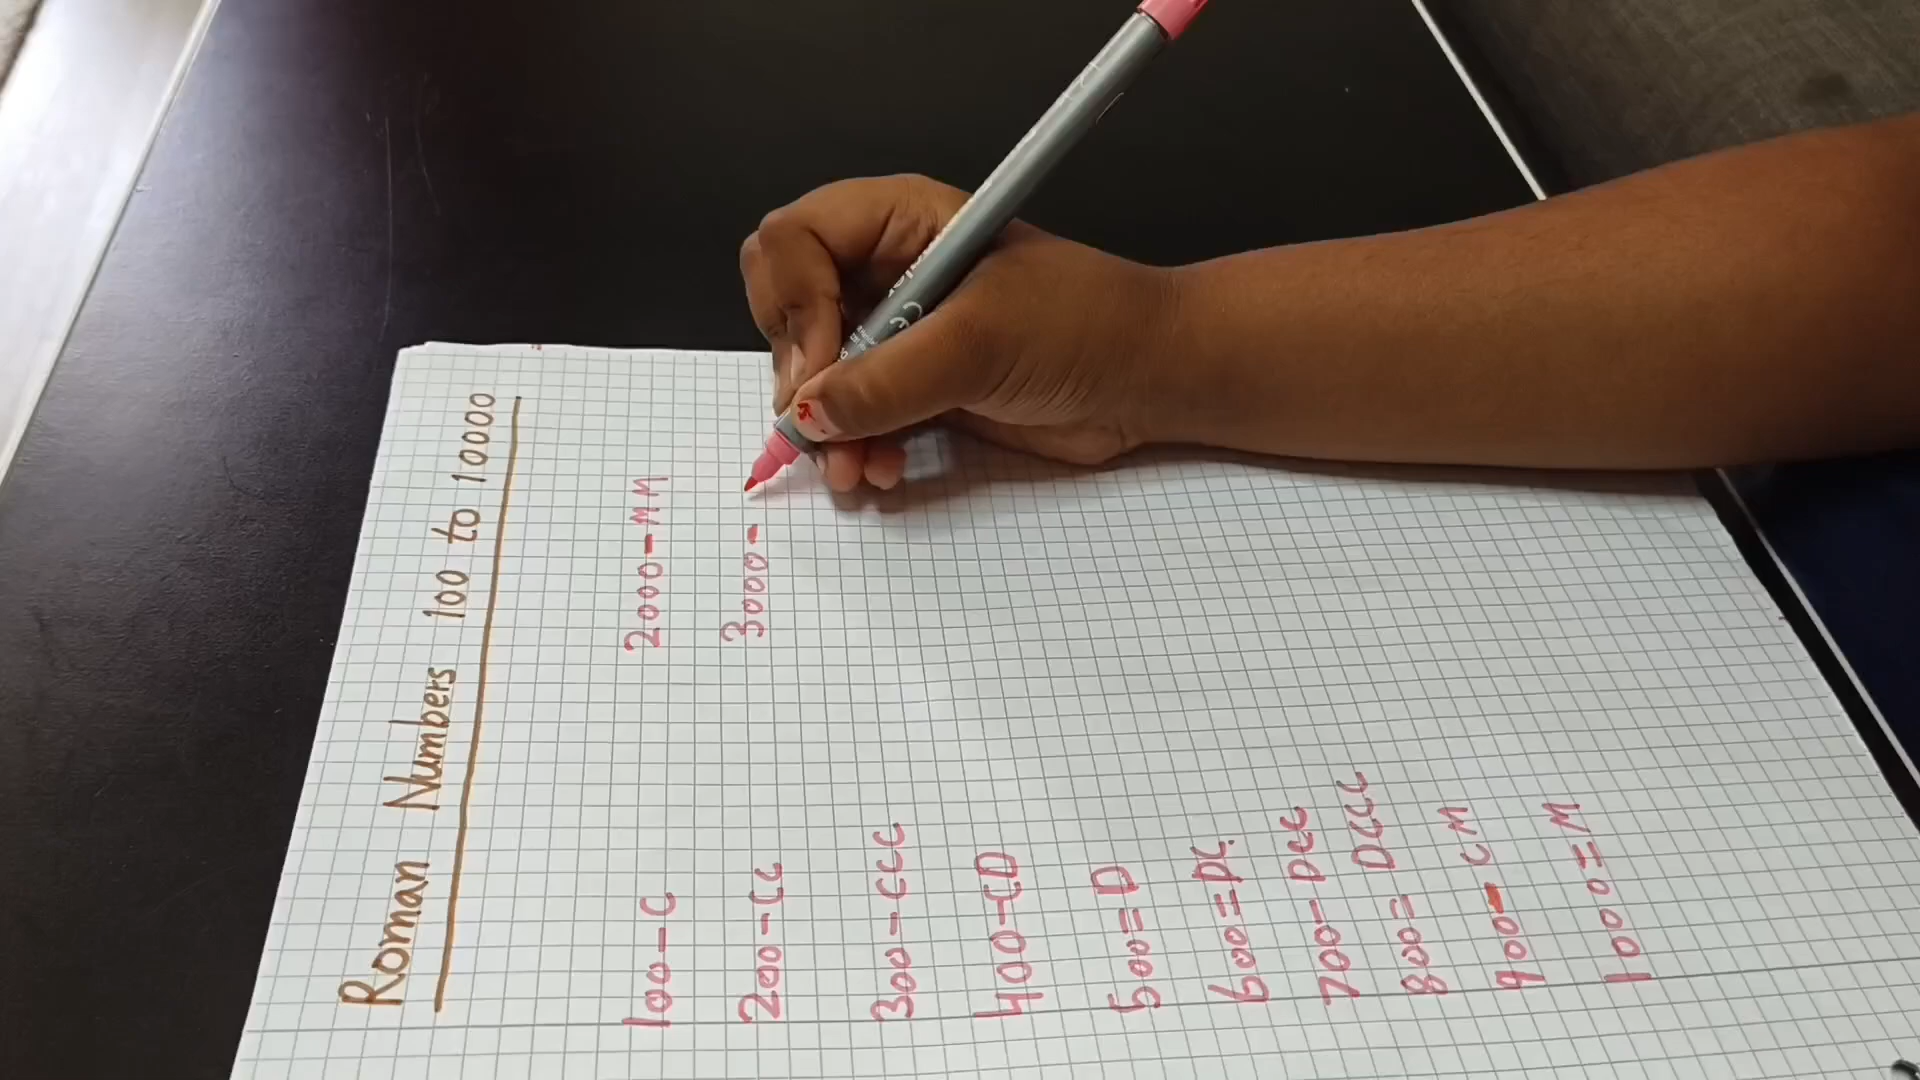 Roman Numbers 100 to 10000
100-C
200-CC
300-CCC
400-CD
500=D
600=DC
700-DCC
800=DCCC
900-CM
1000=M
2000-MM
3000-